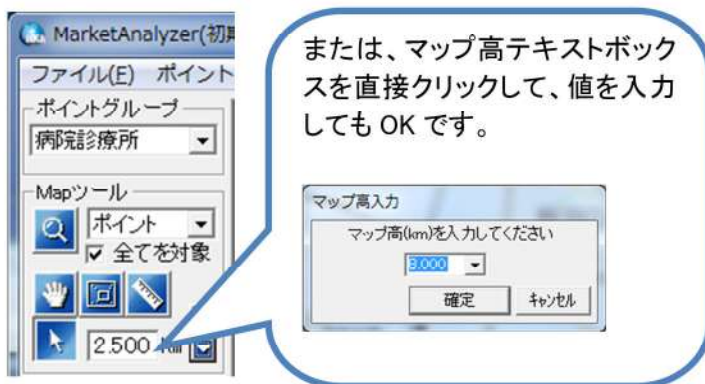 MarketAnalyzer(初
ファイル(F) ポイント
ポイントグループ
病院診療所
Mapツール
ポイント
全てを対象
2.500 km
または、マップ高テキストボック
スを直接クリックして、値を入力
しても OK です。
マップ高入力
マップ高(km)を入力してください
3.000
確定 キャンセル